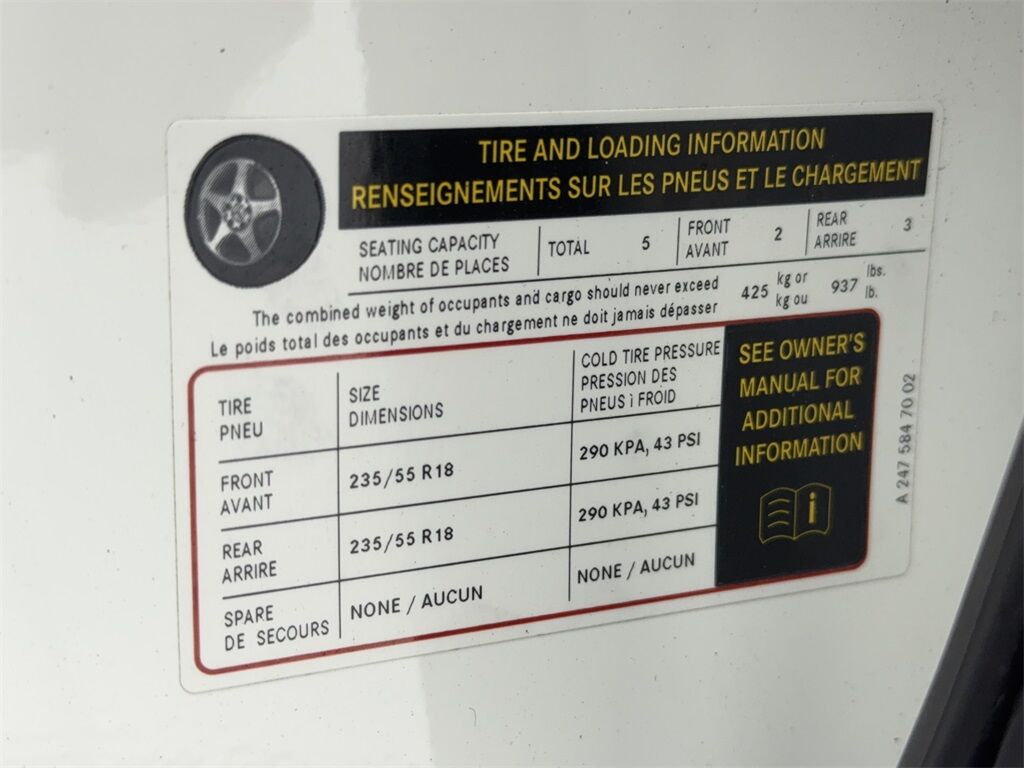 TIRE AND LOADING INFORMATION
RENSEIGNEMENTS SUR LES PNEUS ET LE CHARGEMENT
SEATING CAPACITY
NOMBRE DE PLACES
TOTAL 5
FRONT
AVANT
2
REAR
ARRIRE
3
The combined weight of occupants and cargo should never exceed
Le poids total des occupants et du chargement ne doit jamais dépasser
425
kg or
kg ou
937
lbs.
lb.
TIRE
PNEU
SIZE
DIMENSIONS
COLD TIRE PRESSURE
PRESSION DES
PNEUS i FROID
FRONT
AVANT
235/55 R18
290 KPA, 43 PSI
REAR
ARRIRE
235/55 R18
290 KPA, 43 PSI
SPARE
DE SECOURS
NONE / AUCUN
NONE / AUCUN
SEE OWNER'S
MANUAL FOR
ADDITIONAL
INFORMATION
i
A 247 584 70 02